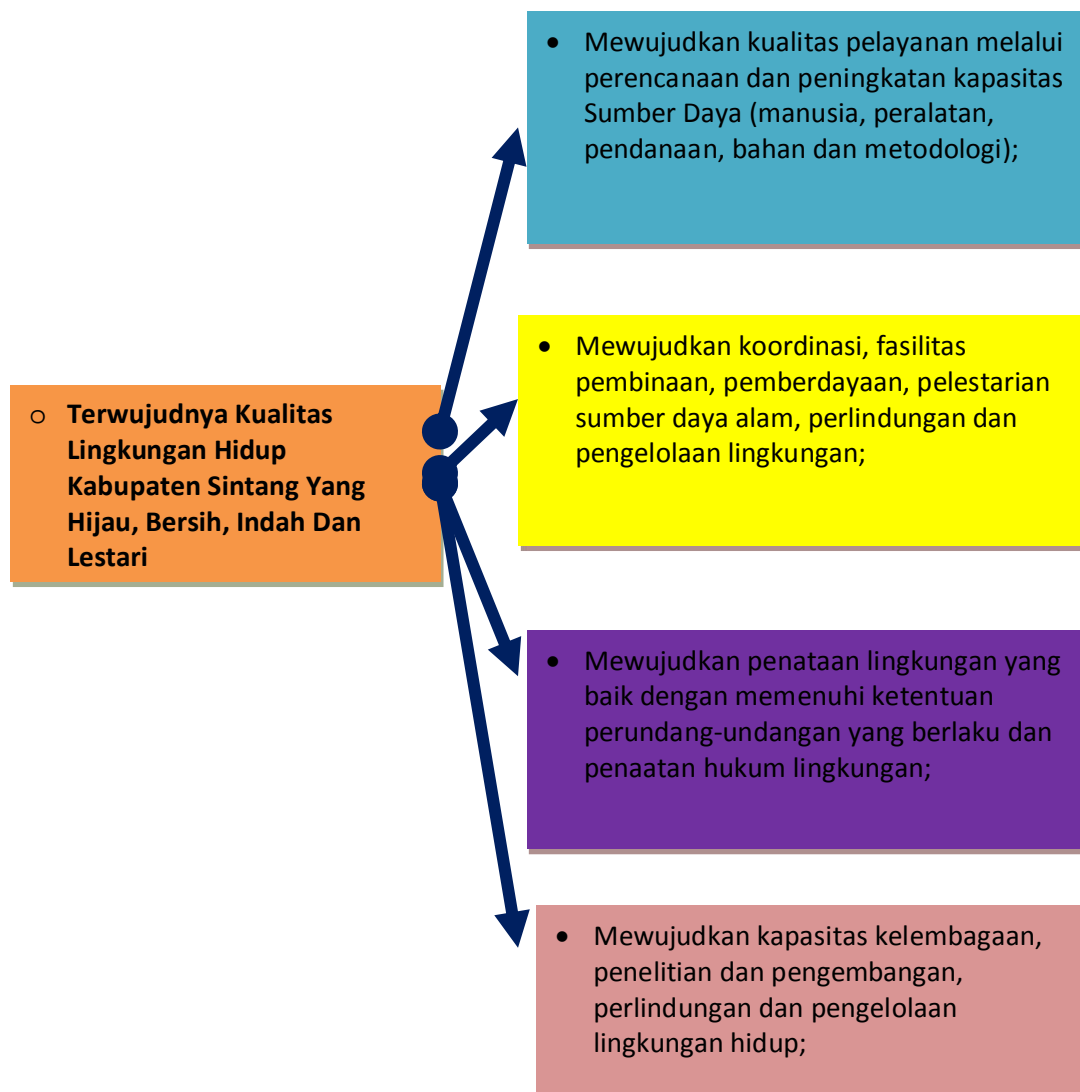 • Mewujudkan kualitas pelayanan melalui
perencanaan dan peningkatan kapasitas
Sumber Daya (manusia, peralatan,
pendanaan, bahan dan metodologi);
• Mewujudkan koordinasi, fasilitas
pembinaan, pemberdayaan, pelestarian
sumber daya alam, perlindungan dan
pengelolaan lingkungan;
o Terwujudnya Kualitas
Lingkungan Hidup
Kabupaten Sintang Yang
Hijau, Bersih, Indah Dan
Lestari
• Mewujudkan penataan lingkungan yang
baik dengan memenuhi ketentuan
perundang-undangan yang berlaku dan
penaatan hukum lingkungan;
• Mewujudkan kapasitas kelembagaan,
penelitian dan pengembangan,
perlindungan dan pengelolaan
lingkungan hidup;